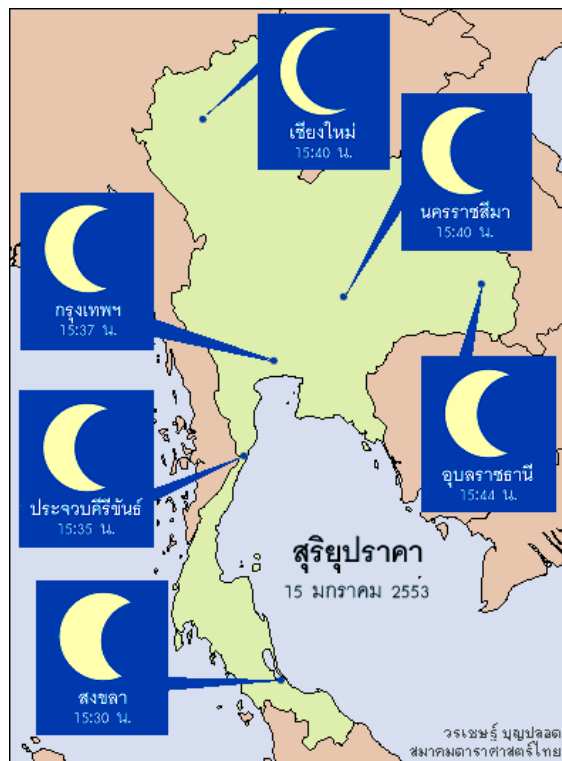 เชียงใหม่
15:40 น.
นครราชสีมา
15:40 น.
กรุงเทพฯ
15:37 น.
อุบลราชธานี
15:44 น.
ประจวบคีรีขันธ์
15:35 น.
สุริยุปราคา
15 มกราคม 2553
สงขลา
15:30 น.
วรเชษฐ์ บุญปลอด
สมาคมดาราศาสตร์ไทย